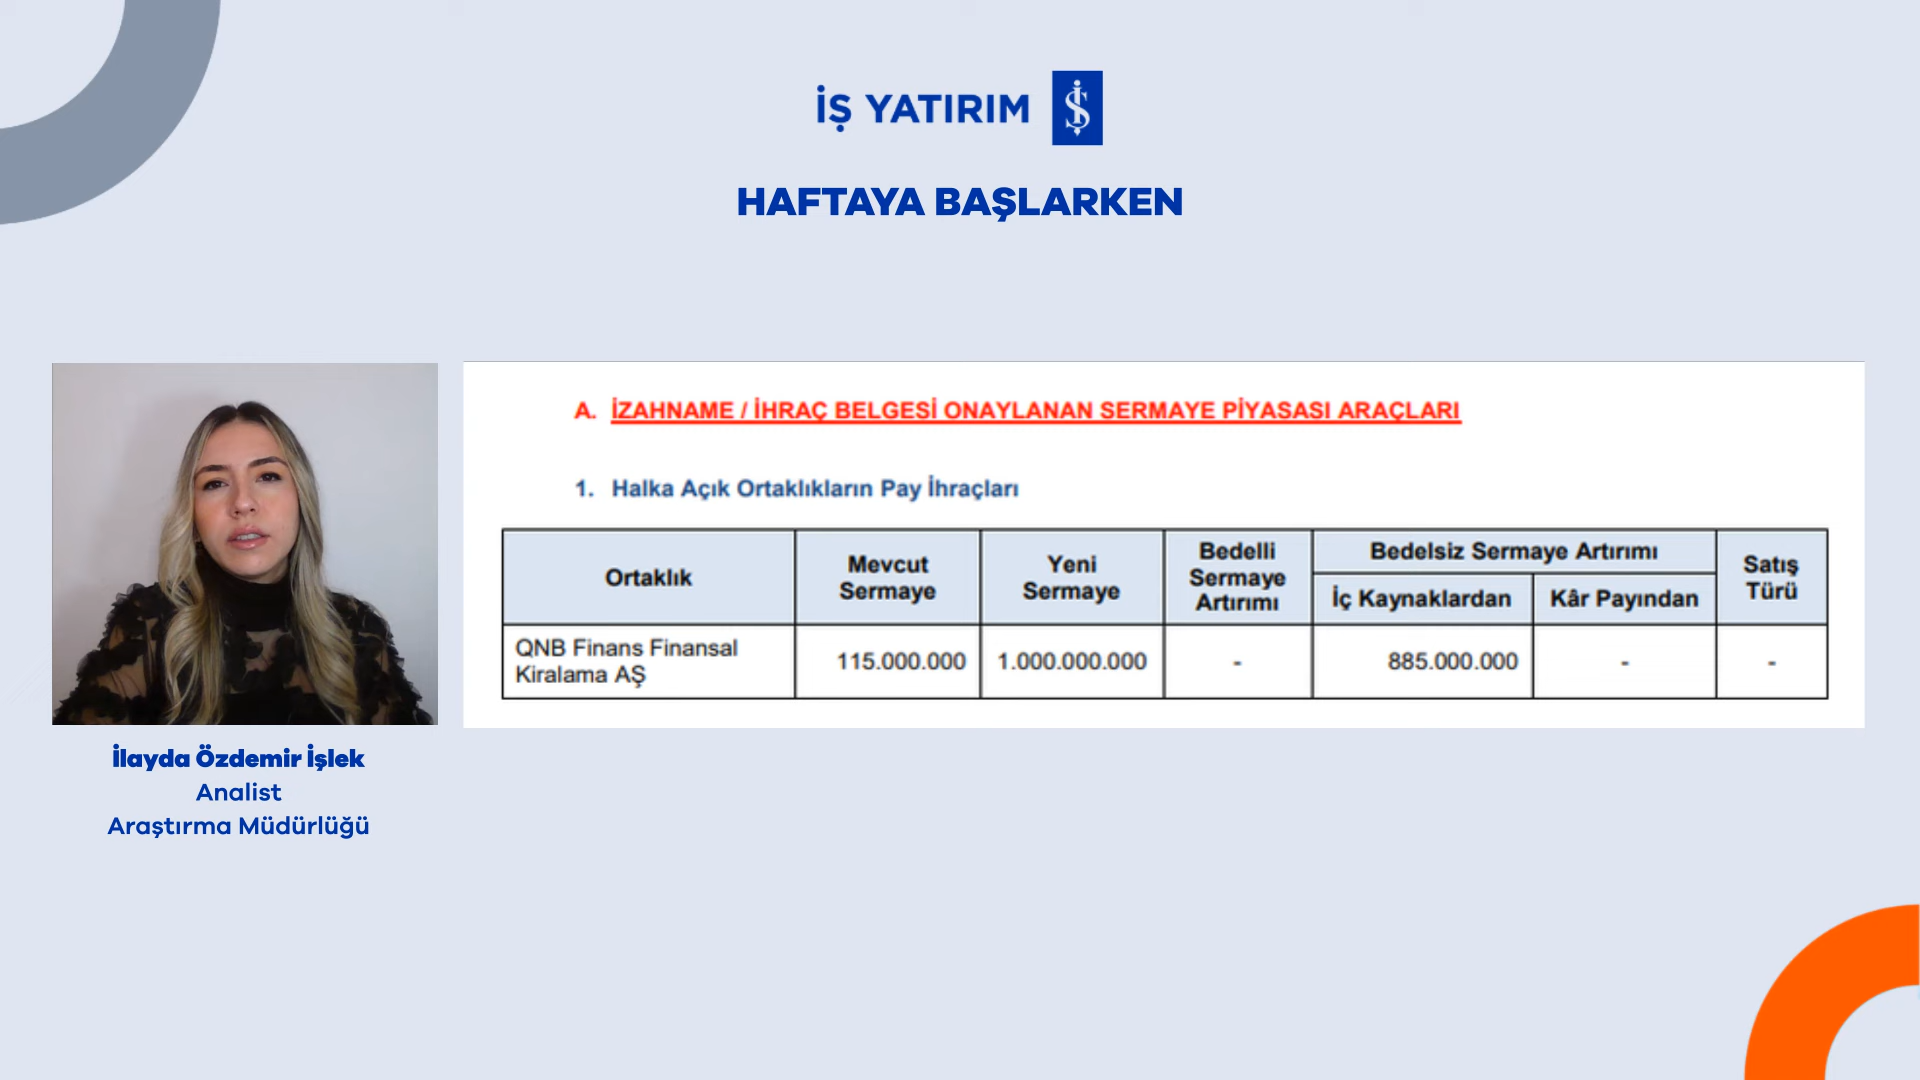 İŞ YATIRIM
HAFTAYA BAŞLARKEN
A. İZAHNAME / İHRAÇ BELGESİ ONAYLANAN SERMAYE PİYASASI ARAÇLARI
1. Halka Açık Ortaklıkların Pay İhraçları
Ortaklık
Mevcut
Sermaye
Yeni
Sermaye
Bedelli
Sermaye
Artırımı
Bedelsiz Sermaye Artırımı
İç Kaynaklardan
Kâr Payından
Satış
Türü
QNB Finans Finansal
Kiralama AŞ
115.000.000
1.000.000.000
-
885.000.000
-
-
İlayda Özdemir İşlek
Analist
Araştırma Müdürlüğü